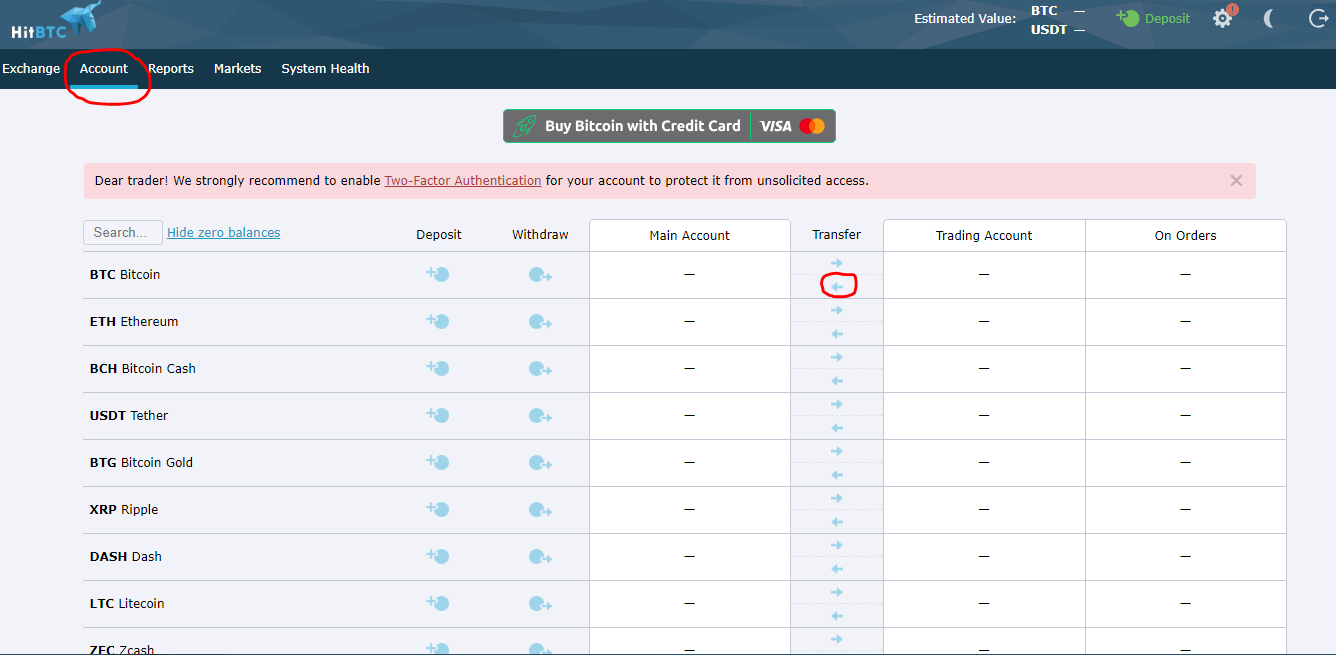 HitBTC
Estimated Value: BTC —
USDT —
Deposit
!
Exchange Account Reports Markets System Health
Buy Bitcoin with Credit Card VISA
Dear trader! We strongly recommend to enable Two-Factor Authentication for your account to protect it from unsolicited access.
Search... Hide zero balances Deposit Withdraw Main Account Transfer Trading Account On Orders
BTC Bitcoin — — —
ETH Ethereum — — —
BCH Bitcoin Cash — — —
USDT Tether — — —
BTG Bitcoin Gold — — —
XRP Ripple — — —
DASH Dash — — —
LTC Litecoin — — —
ZEC Zcash — — —